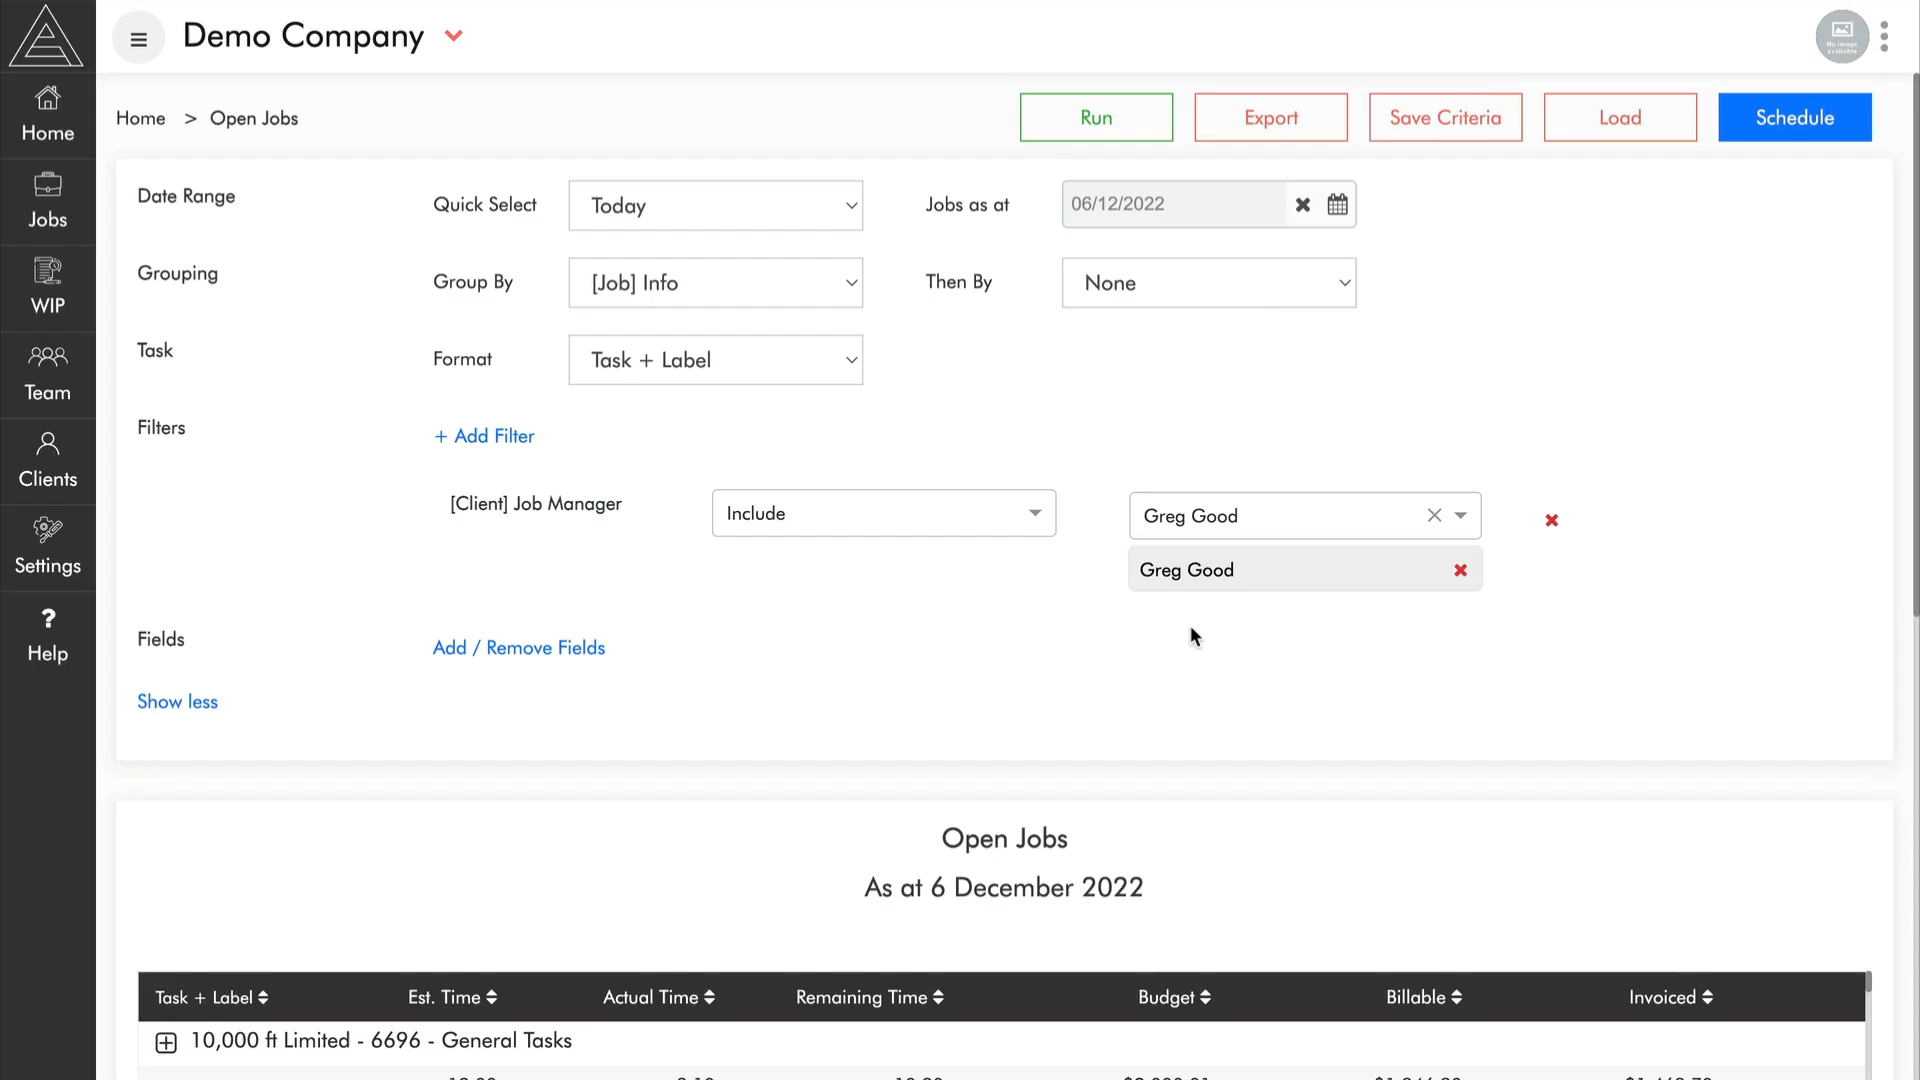 Demo Company
No image available
Home
Jobs
WIP
Team
Clients
Settings
Help
Home > Open Jobs
Run
Export
Save Criteria
Load
Schedule
Date Range
Quick Select
Today
Jobs as at
06/12/2022
Grouping
Group By
[Job] Info
Then By
None
Task
Format
Task + Label
Filters
+ Add Filter
[Client] Job Manager
Include
Greg Good
Greg Good
Fields
Add / Remove Fields
Show less
Open Jobs
As at 6 December 2022
Task + Label
Est. Time
Actual Time
Remaining Time
Budget
Billable
Invoiced
10,000 ft Limited - 6696 - General Tasks